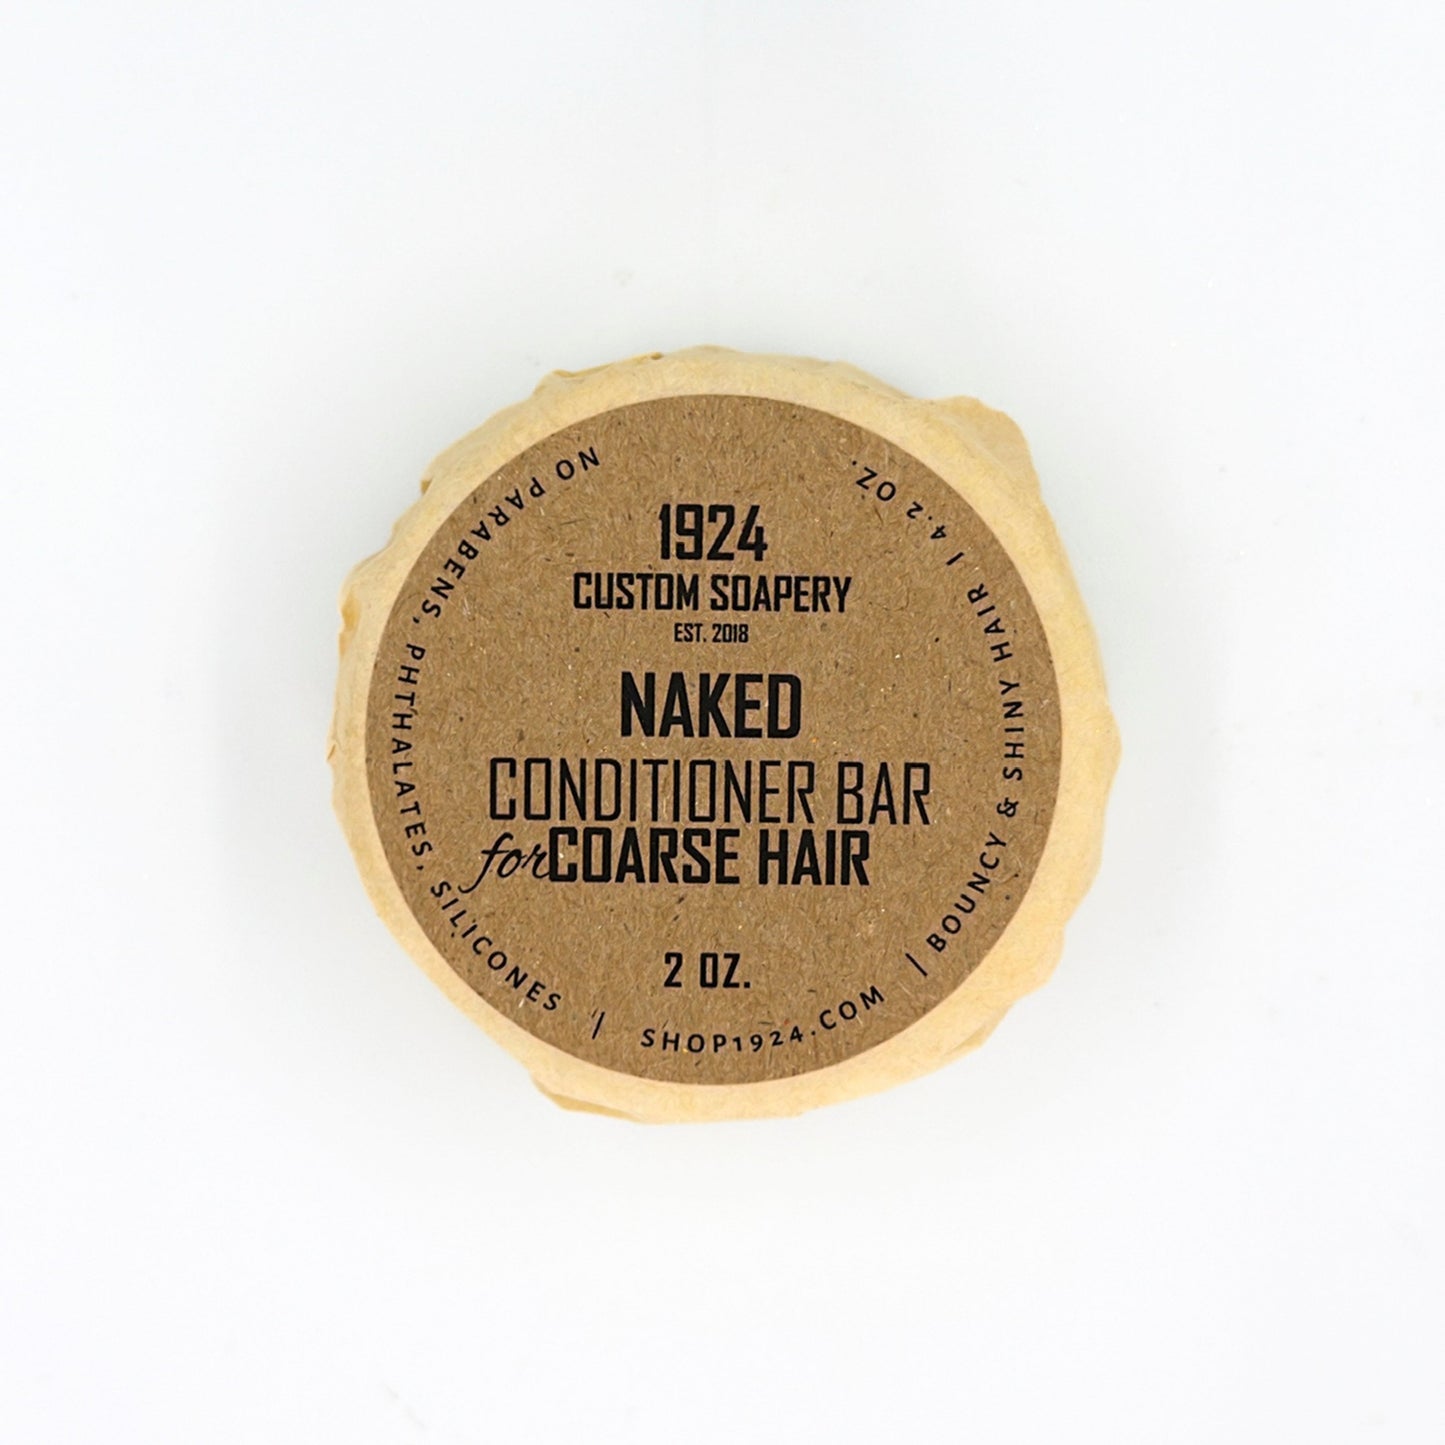 1924
CUSTOM SOAPERY
EST. 2018
NAKED
CONDITIONER BAR
for COARSE HAIR
2 OZ.
NO PARABENS, PHTHALATES, SILICONES | SHOP1924.COM | BOUNCY & SHINY HAIR | 4.2 OZ.